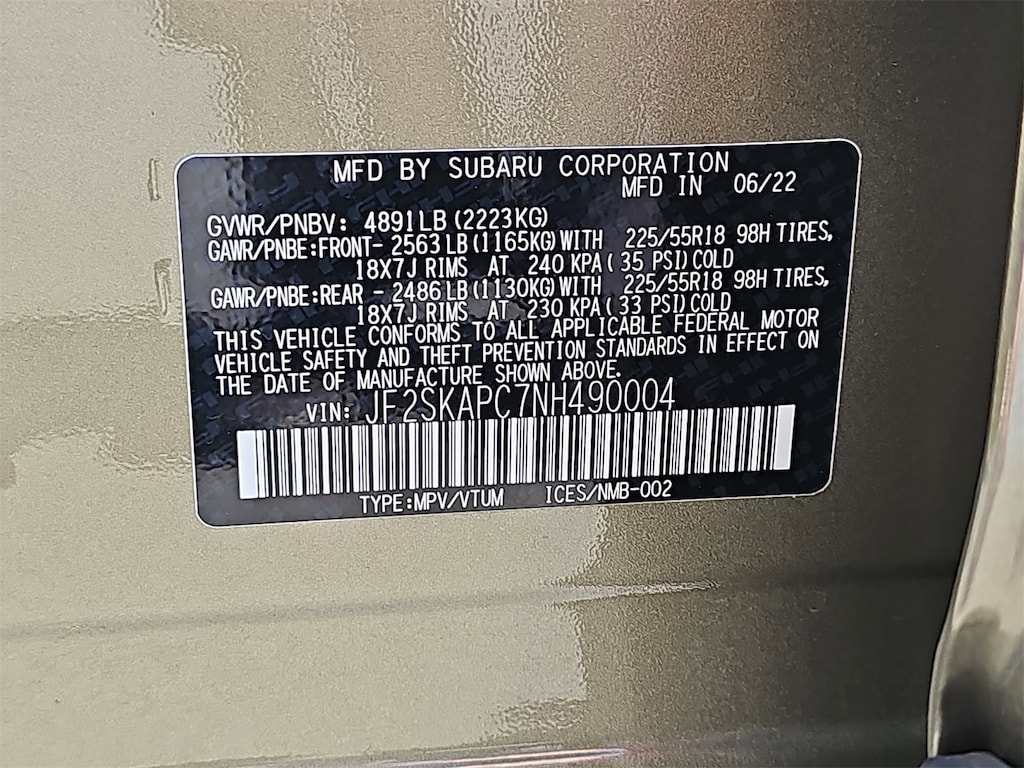 MFD BY SUBARU CORPORATION
MFD IN 06/22
GVWR/PNBV: 4891LB(2223KG)
GAWR/PNBE:FRONT- 2563LB(1165KG)WITH 225/55R18 98H TIRES,
18X7J RIMS AT 240 KPA(35 PSI)COLD
GAWR/PNBE:REAR - 2486LB(1130KG)WITH 225/55R18 98H TIRES,
18X7J RIMS AT 230 KPA(33 PSI)COLD
THIS VEHICLE CONFORMS TO ALL APPLICABLE FEDERAL MOTOR
VEHICLE SAFETY AND THEFT PREVENTION STANDARDS IN EFFECT ON
THE DATE OF MANUFACTURE SHOWN ABOVE.
VIN: JF2SKAPC7NH490004
TYPE:MPV/VTUM ICES/NMB-002